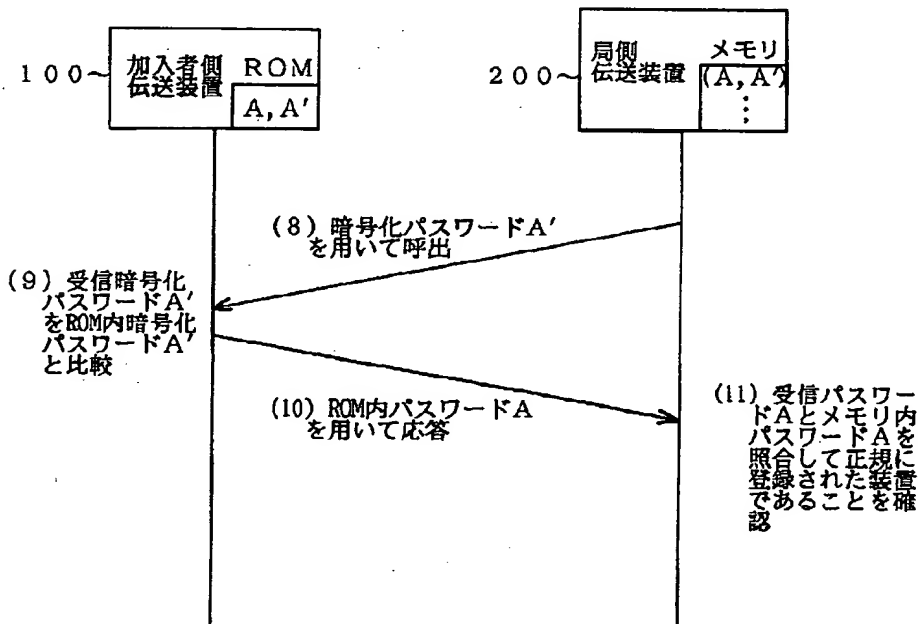 100~
加入者側 ROM
伝送装置
A, A'
200~
局側 メモリ
伝送装置
(A, A')
⋮
(8) 暗号化パスワードA'
を用いて呼出
(9) 受信暗号化
パスワードA'
をROM内暗号化
パスワードA'
と比較
(10) ROM内パスワードA
を用いて応答
(11) 受信パスワー
ドAとメモリ内
パスワードAを
照合して正規に
登録された装置
であることを確
認